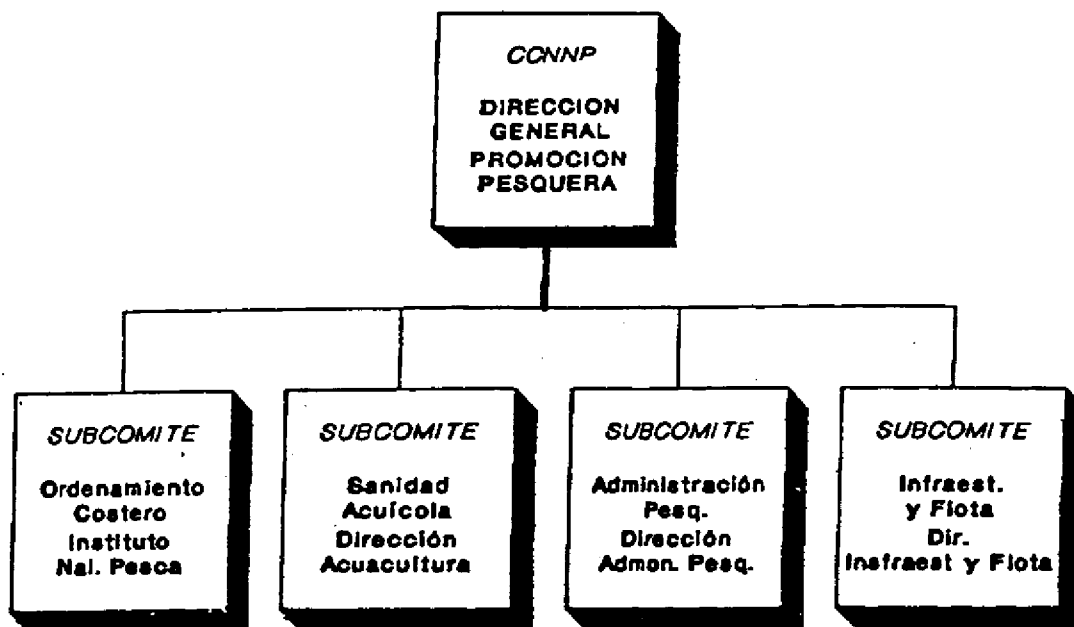 CCNNP
DIRECCION
GENERAL
PROMOCION
PESQUERA
SUBCOMITE
Ordenamiento
Costero
Instituto
Nal. Pesca
SUBCOMITE
Sanidad
Acuícola
Dirección
Acuacultura
SUBCOMITE
Administración
Pesq.
Dirección
Admon. Pesq.
SUBCOMITE
Infraest.
y Flota
Dir.
Insfraest y Flota